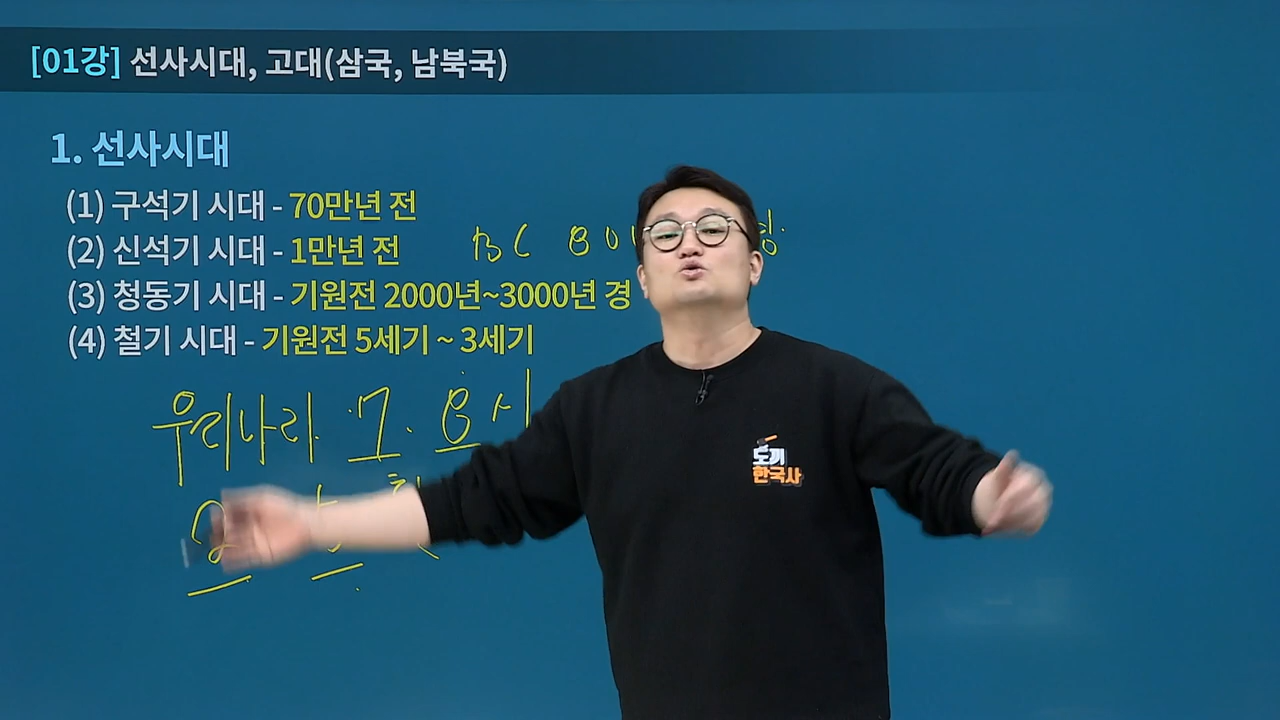 [01강] 선사시대, 고대(삼국, 남북국)
1. 선사시대
(1) 구석기 시대 - 70만년 전
(2) 신석기 시대 - 1만년 전
BC 80
(3) 청동기 시대 - 기원전 2000년~3000년 경
(4) 철기 시대 - 기원전 5세기 ~ 3세기
우리나라
도끼
한국사